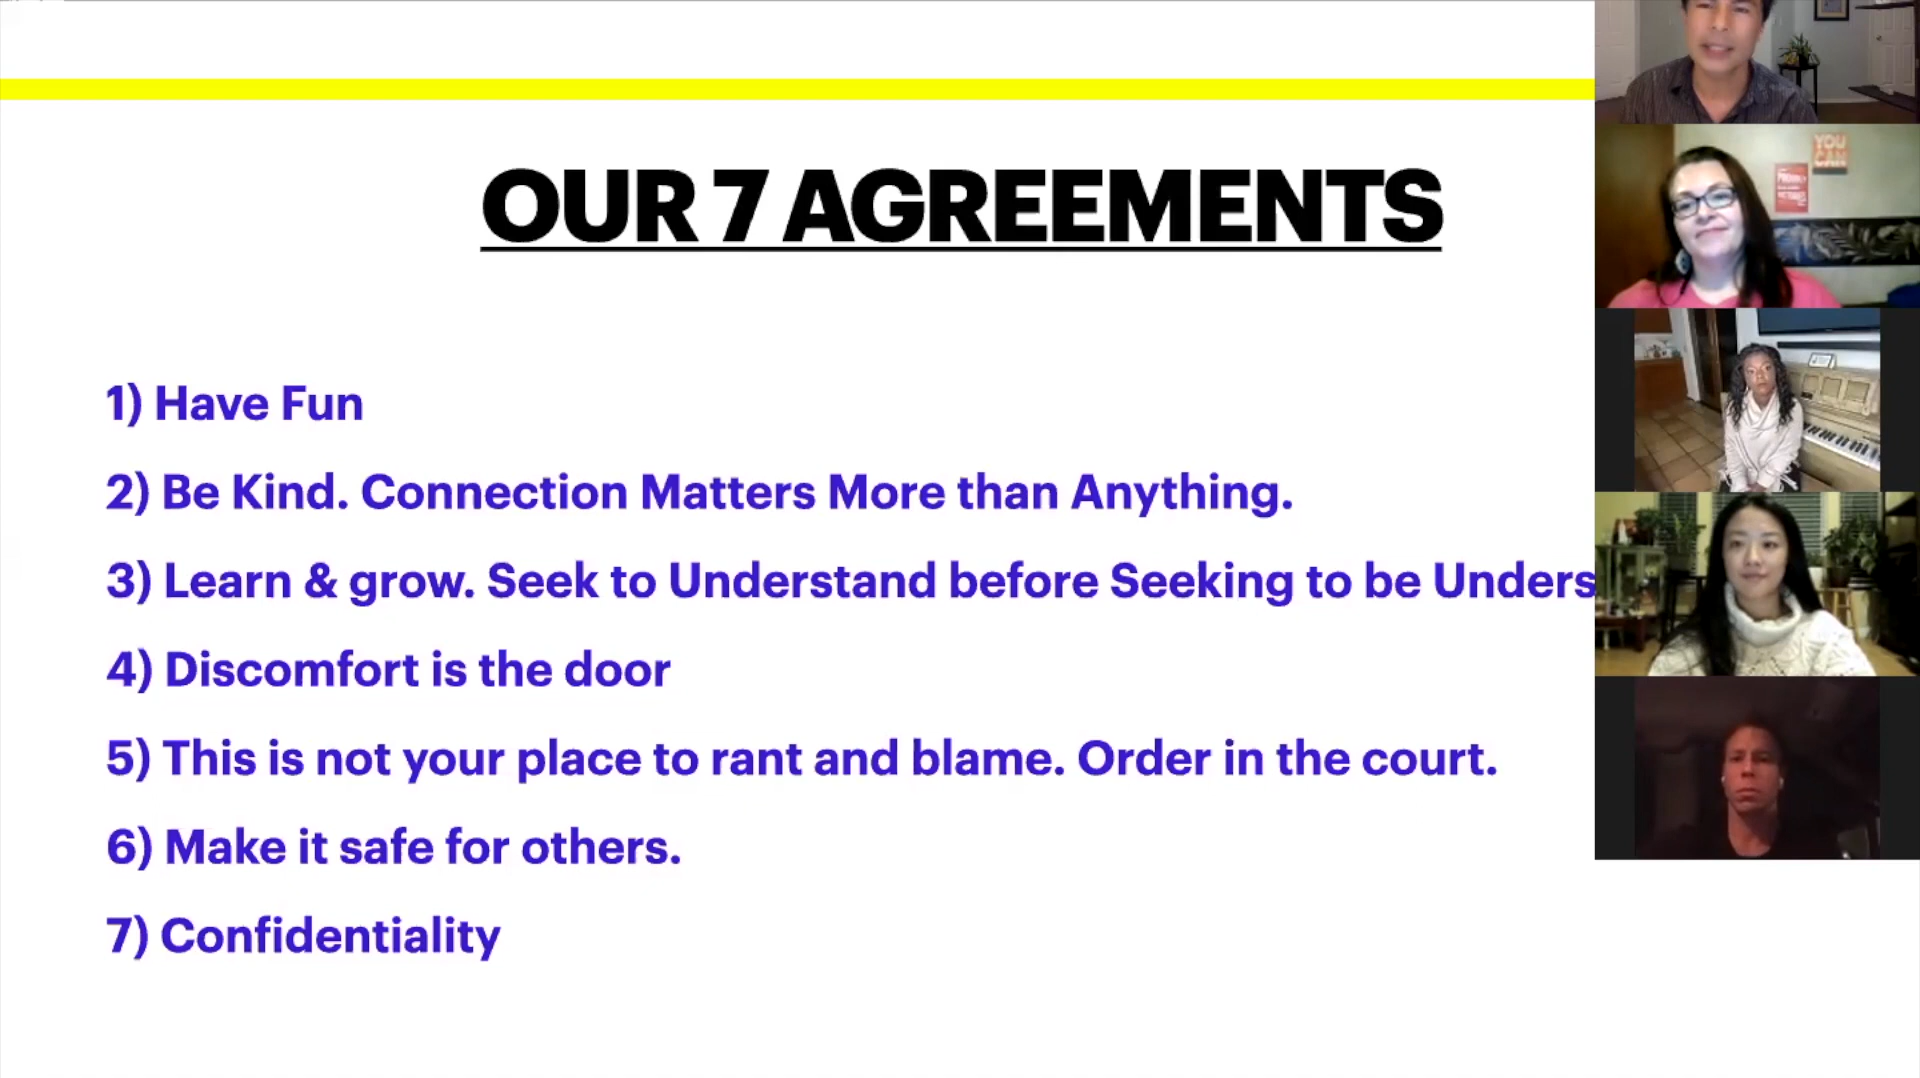 OUR 7 AGREEMENTS
1) Have Fun
2) Be Kind. Connection Matters More than Anything.
3) Learn & grow. Seek to Understand before Seeking to be Unders
4) Discomfort is the door
5) This is not your place to rant and blame. Order in the court.
6) Make it safe for others.
7) Confidentiality
YOU
CAN